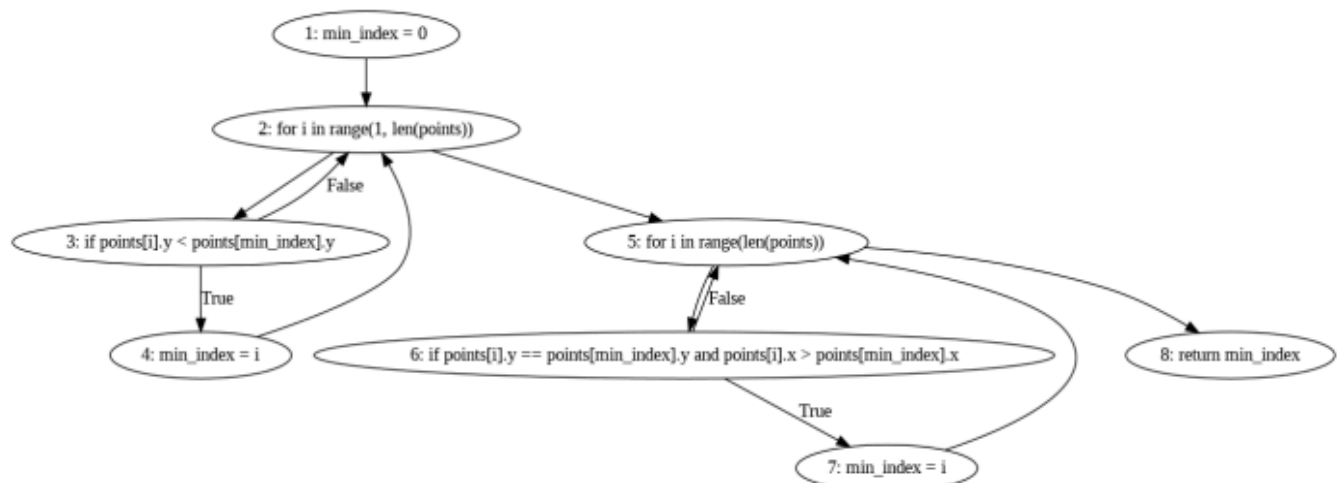 1: min_index = 0
2: for i in range(1, len(points))
False
3: if points[i].y < points[min_index].y
5: for i in range(len(points))
True
False
4: min_index = i
6: if points[i].y == points[min_index].y and points[i].x > points[min_index].x
8: return min_index
True
7: min_index = i